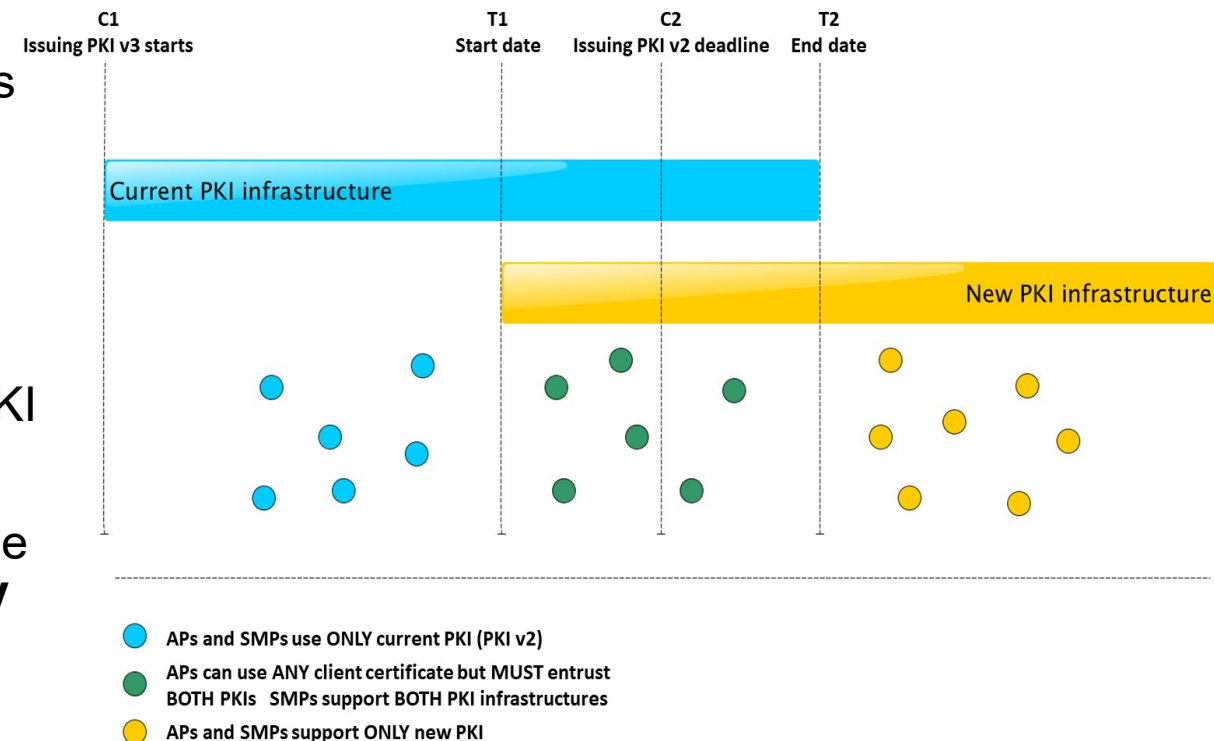 C1
Issuing PKI v3 starts
T1
Start date
C2
Issuing PKI v2 deadline
T2
End date
s
Current PKI infrastructure
New PKI infrastructure
KI
e
APs and SMPs use ONLY current PKI (PKI v2)
APs can use ANY client certificate but MUST entrust
BOTH PKIs SMPs support BOTH PKI infrastructures
APs and SMPs support ONLY new PKI